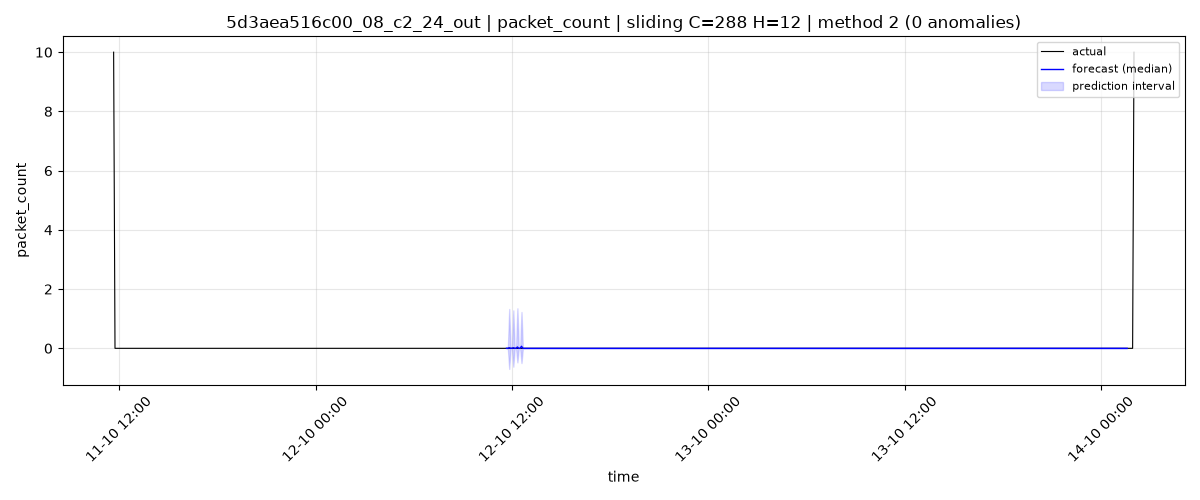 5d3aea516c00_08_c2_24_out | packet_count | sliding C=288 H=12 | method 2 (0 anomalies)
actual
forecast (median)
prediction interval
packet_count
10
8
6
4
2
0
11-10 12:00
12-10 00:00
12-10 12:00
13-10 00:00
13-10 12:00
14-10 00:00
time